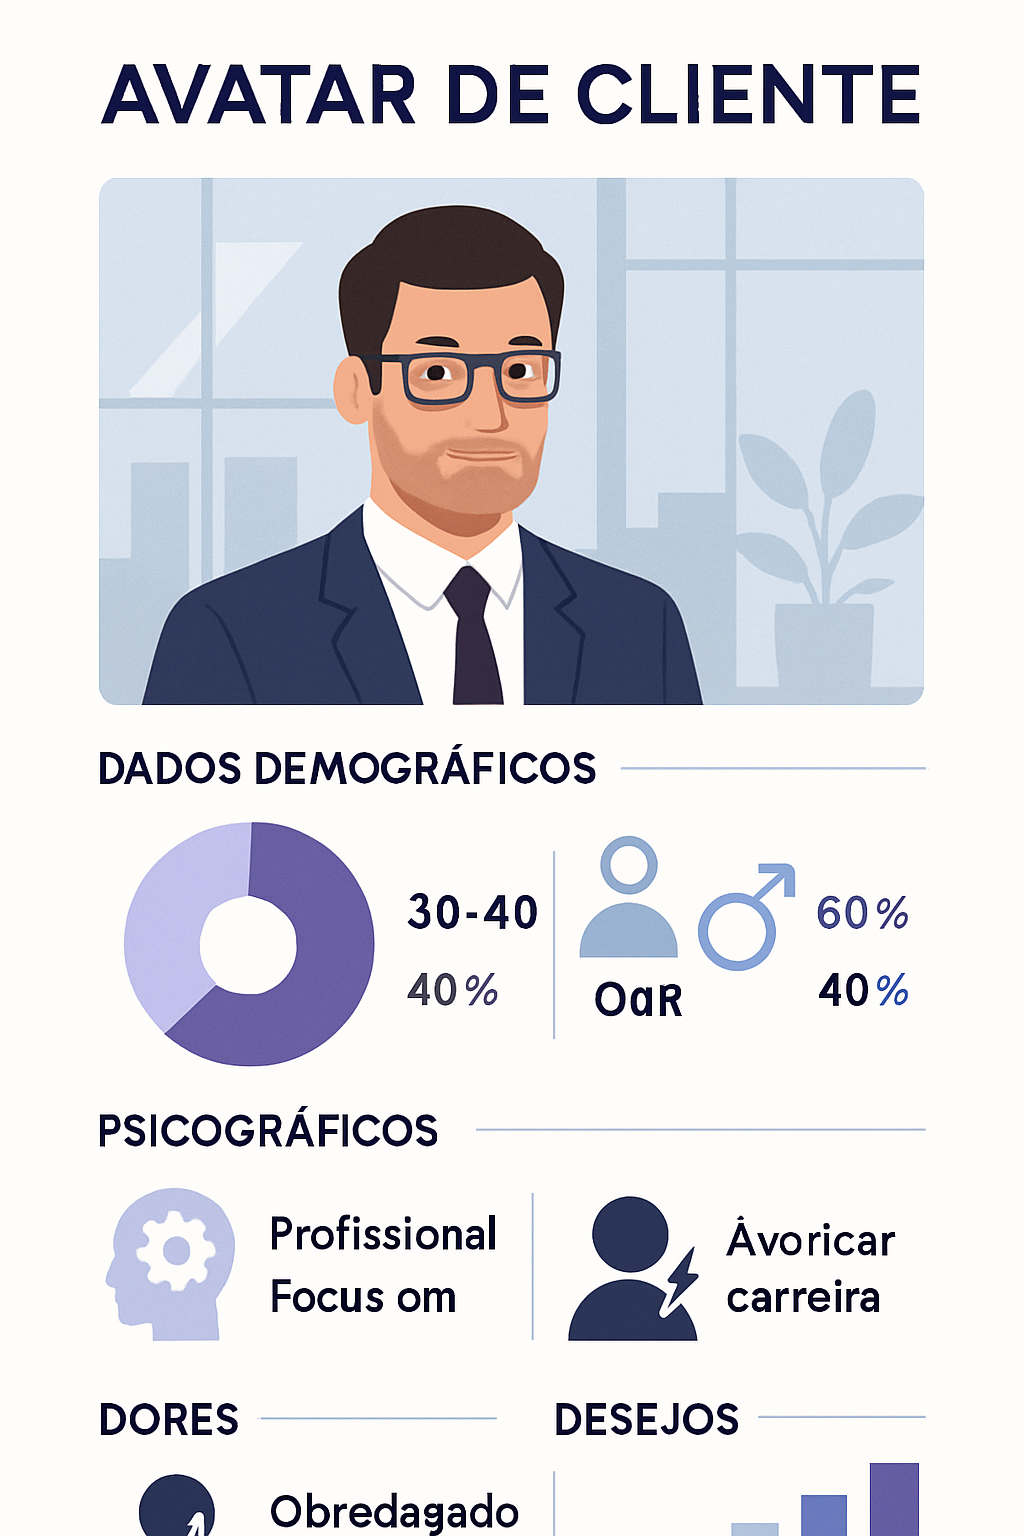 AVATAR DE CLIENTE
DADOS DEMOGRÁFICOS
30-40
40%
OaR
60%
40%
PSICOGRÁFICOS
Profissional
Focus om
Ȧvoricar
carreira
DORES
DESEJOS
Obredagado